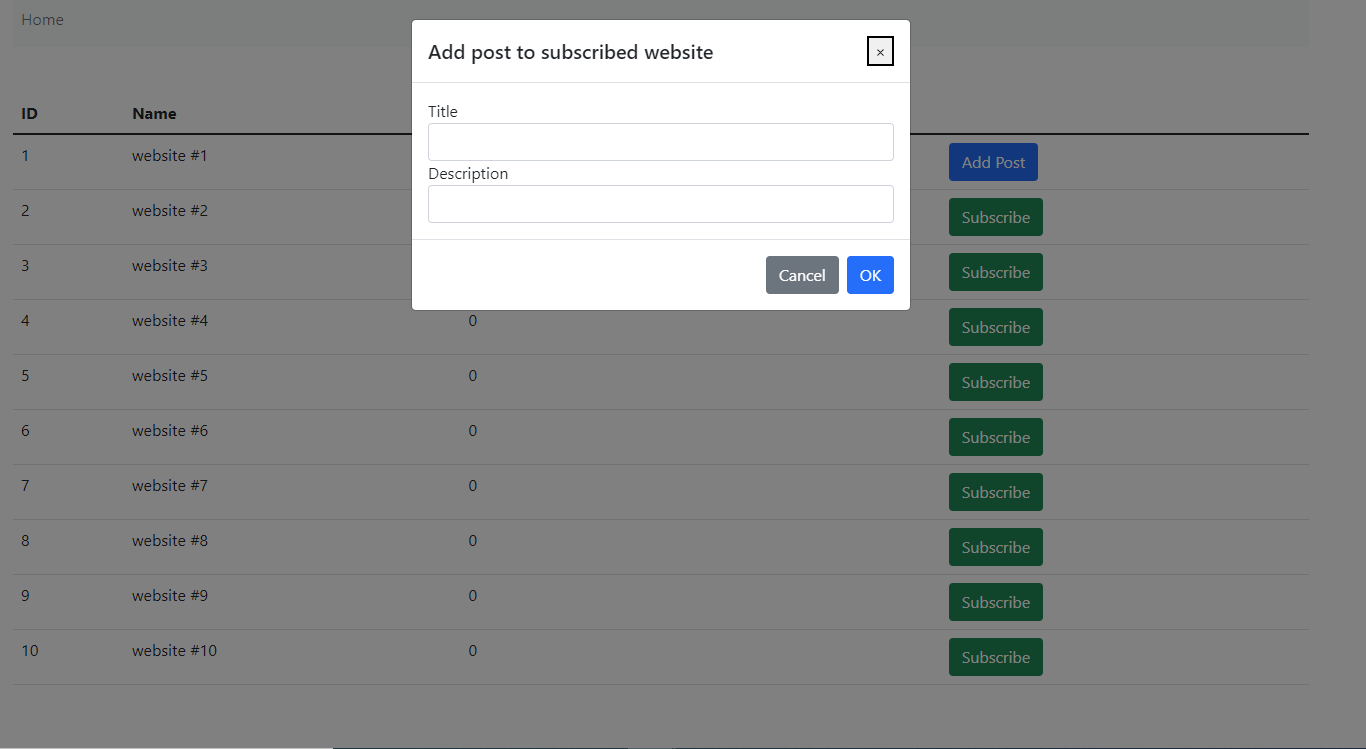 Home
Add post to subscribed website ×
Title
Description
Cancel OK
ID Name
1 website #1 Add Post
2 website #2 Subscribe
3 website #3 Subscribe
4 website #4 0 Subscribe
5 website #5 0 Subscribe
6 website #6 0 Subscribe
7 website #7 0 Subscribe
8 website #8 0 Subscribe
9 website #9 0 Subscribe
10 website #10 0 Subscribe